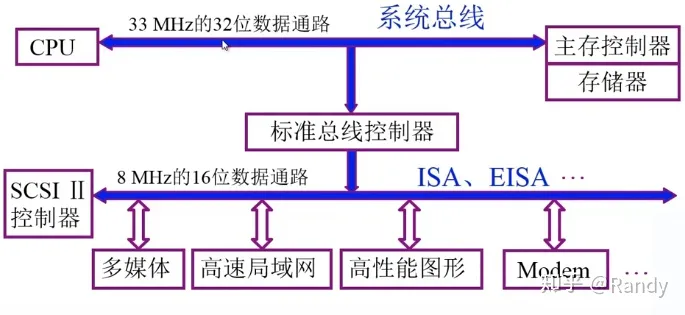 33 MHz的32位数据通路
系统总线
CPU
主存控制器
存储器
标准总线控制器
8 MHz的16位数据通路
ISA、EISA …
SCSI Ⅱ
控制器
多媒体
高速局域网
高性能图形
Modem
…
知乎 @Randy